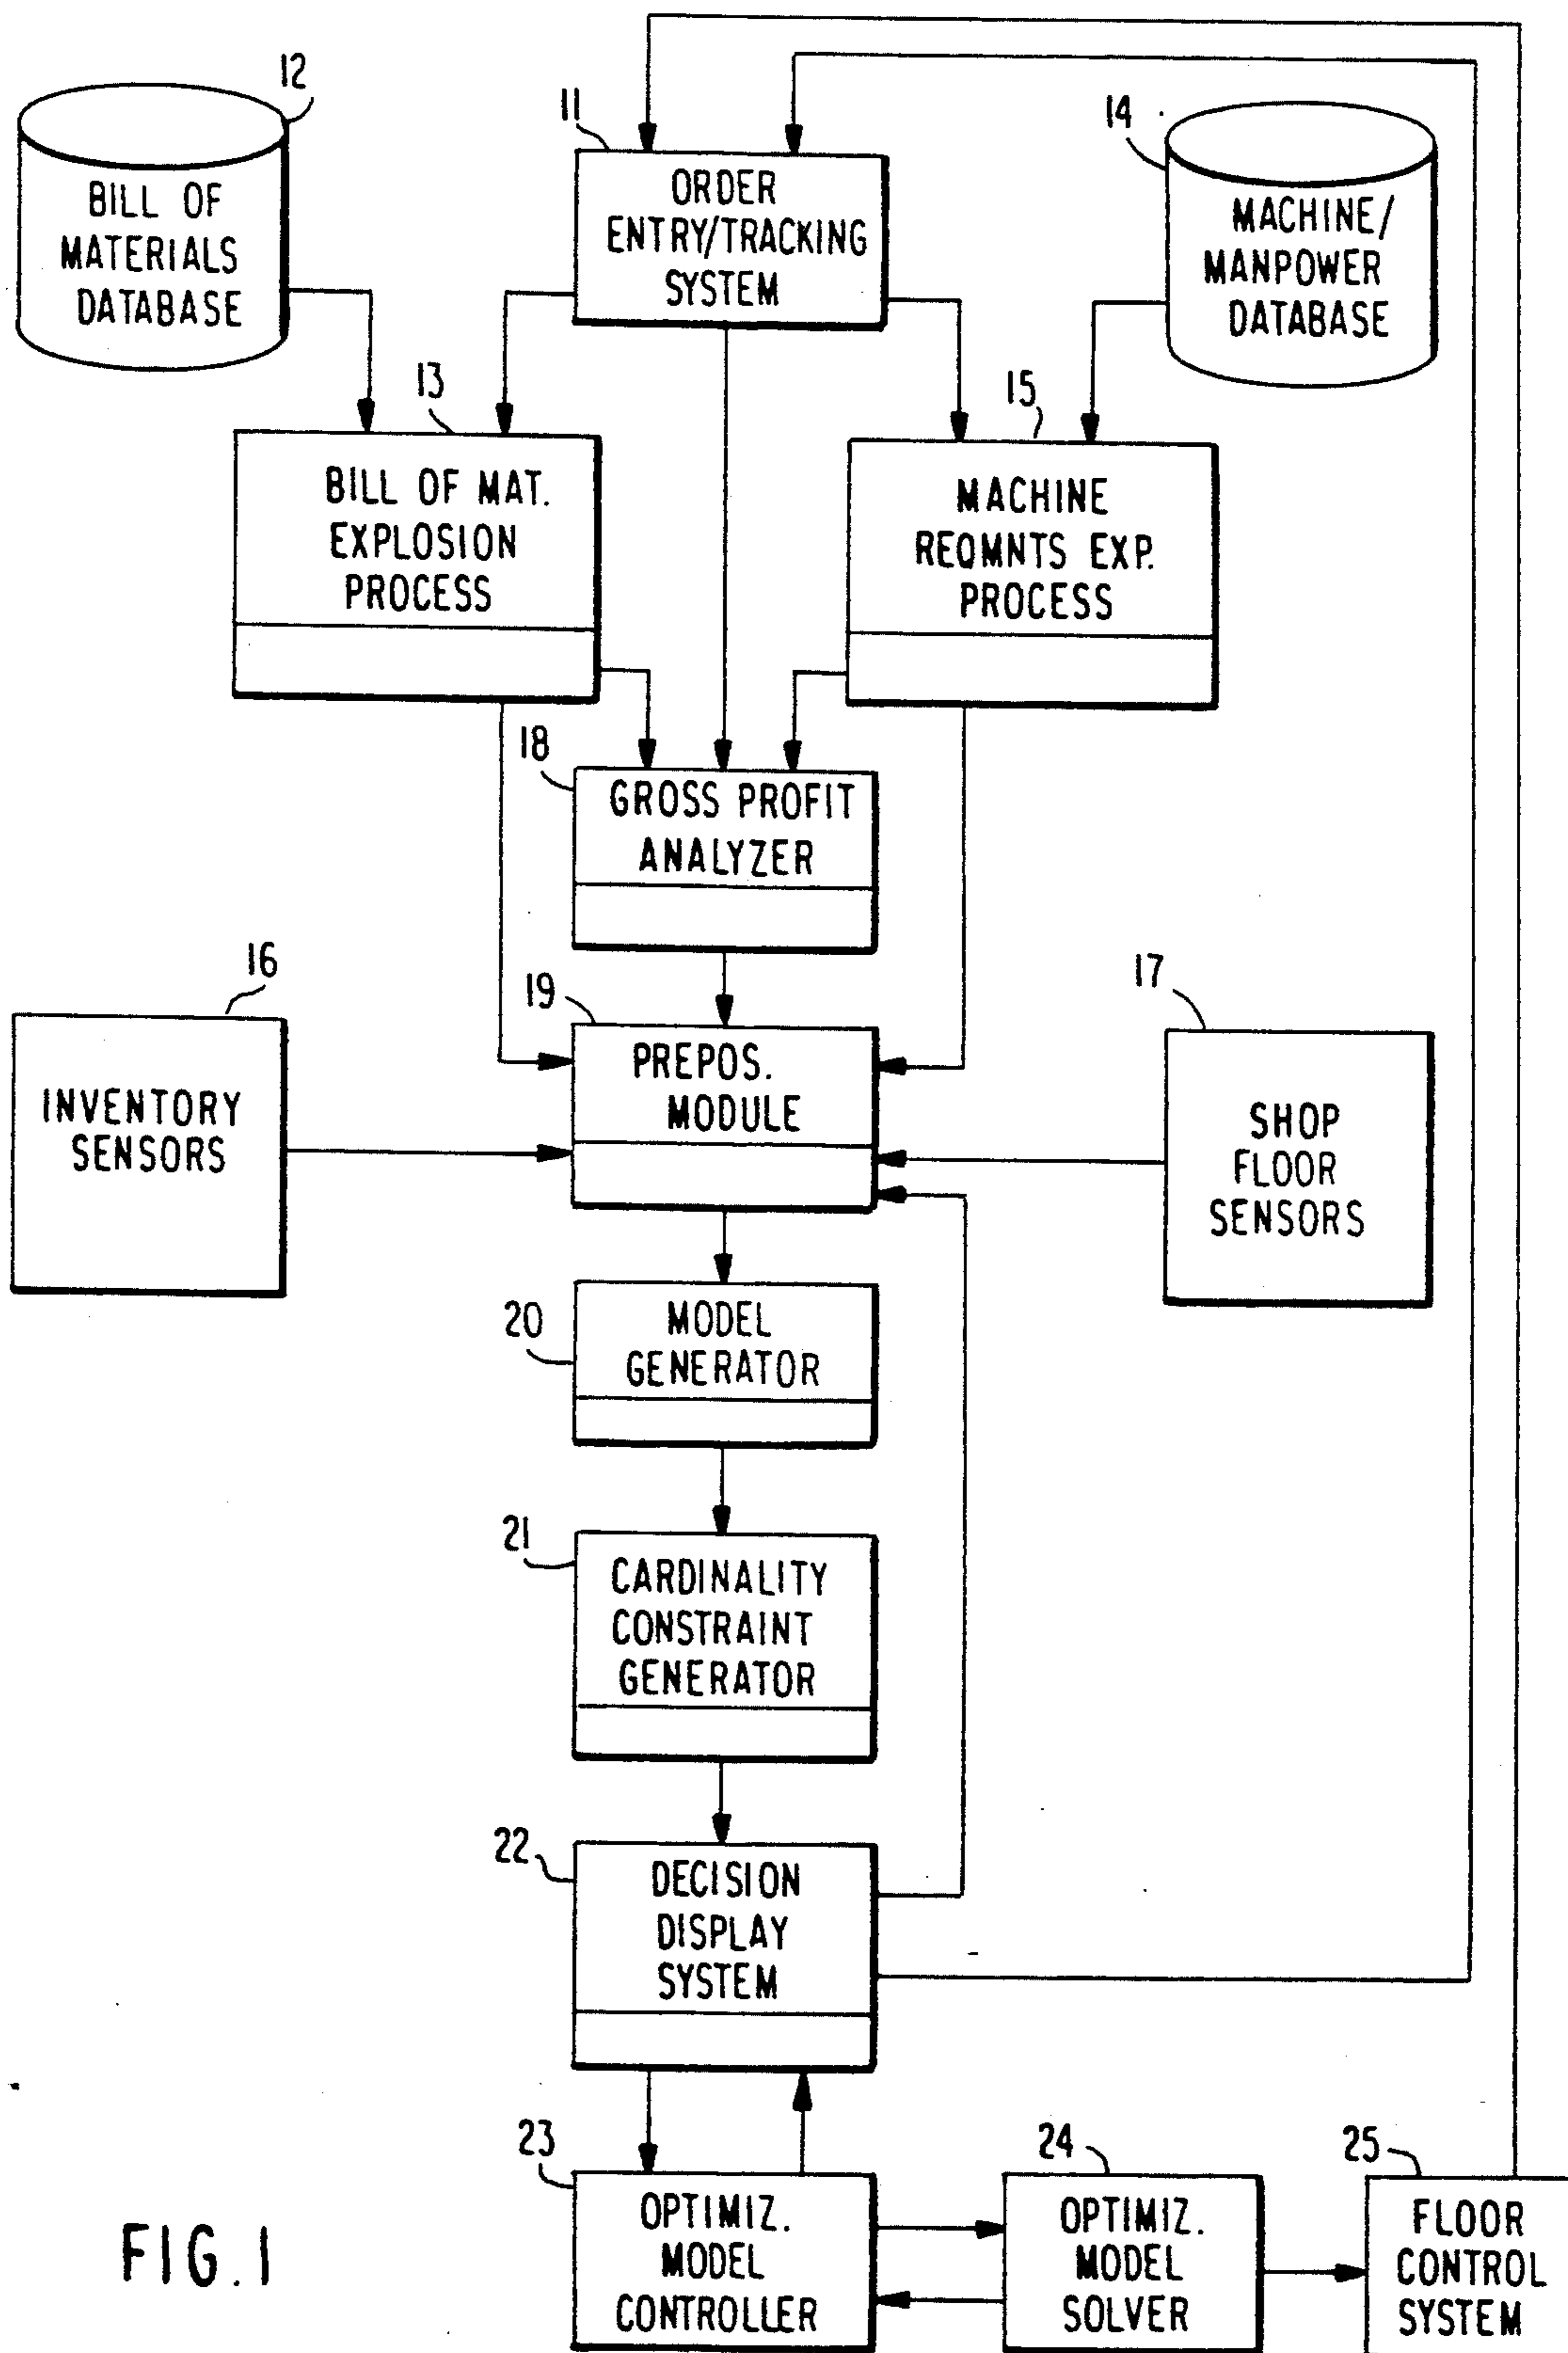 12
BILL OF
MATERIALS
DATABASE
11
ORDER
ENTRY/TRACKING
SYSTEM
14
MACHINE/
MANPOWER
DATABASE
13
BILL OF MAT.
EXPLOSION
PROCESS
15
MACHINE
REQMNTS EXP.
PROCESS
18
GROSS PROFIT
ANALYZER
16
INVENTORY
SENSORS
19
PREPOS.
MODULE
17
SHOP
FLOOR
SENSORS
20
MODEL
GENERATOR
21
CARDINALITY
CONSTRAINT
GENERATOR
22
DECISION
DISPLAY
SYSTEM
23
OPTIMIZ.
MODEL
CONTROLLER
24
OPTIMIZ.
MODEL
SOLVER
25
FLOOR
CONTROL
SYSTEM
FIG. 1